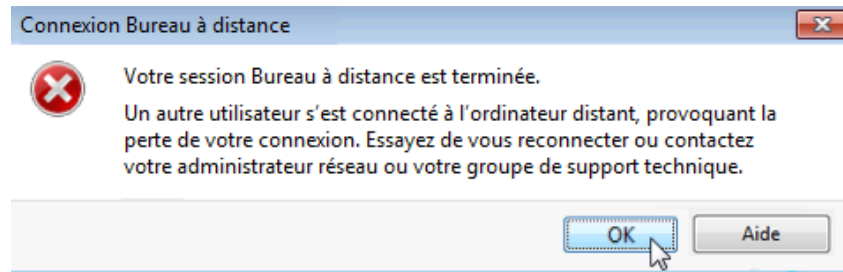 Connexion Bureau à distance
Votre session Bureau à distance est terminée.
Un autre utilisateur s'est connecté à l'ordinateur distant, provoquant la
perte de votre connexion. Essayez de vous reconnecter ou contactez
votre administrateur réseau ou votre groupe de support technique.
OK
Aide